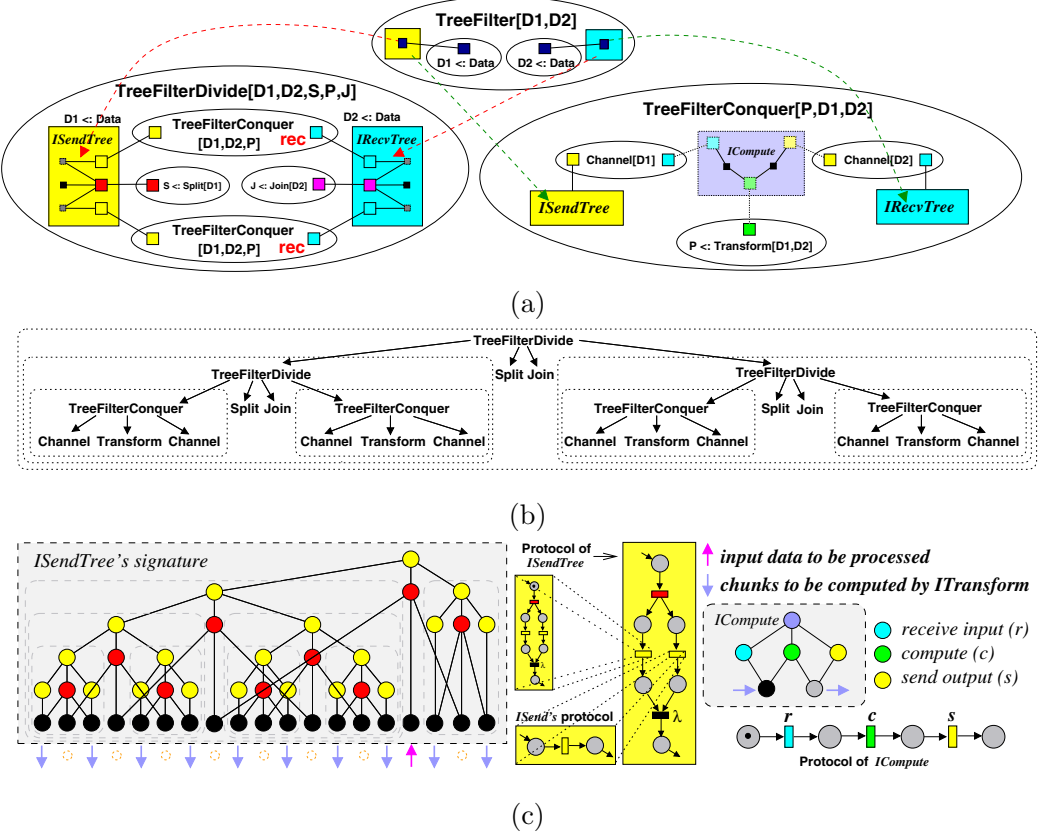 TreeFilter[D1,D2]
D1 <: Data
D2 <: Data
TreeFilterDivide[D1,D2,S,P,J]
D1 <: Data
D2 <: Data
ISendTree
TreeFilterConquer
[D1,D2,P]
rec
IRecvTree
S <: Split[D1]
J <: Join[D2]
TreeFilterConquer
[D1,D2,P]
rec
TreeFilterConquer[P,D1,D2]
Channel[D1]
ICompute
Channel[D2]
ISendTree
IRecvTree
P <: Transform[D1,D2]
(a)
TreeFilterDivide
TreeFilterDivide
Split Join
TreeFilterDivide
TreeFilterConquer
Split Join
TreeFilterConquer
TreeFilterConquer
Split Join
TreeFilterConquer
Channel Transform Channel
Channel Transform Channel
Channel Transform Channel
Channel Transform Channel
(b)
ISendTree's signature
Protocol of
ISendTree
λ
ISend's protocol
λ
input data to be processed
chunks to be computed by ITransform
ICompute
receive input (r)
compute (c)
send output (s)
r
c
s
Protocol of ICompute
(c)